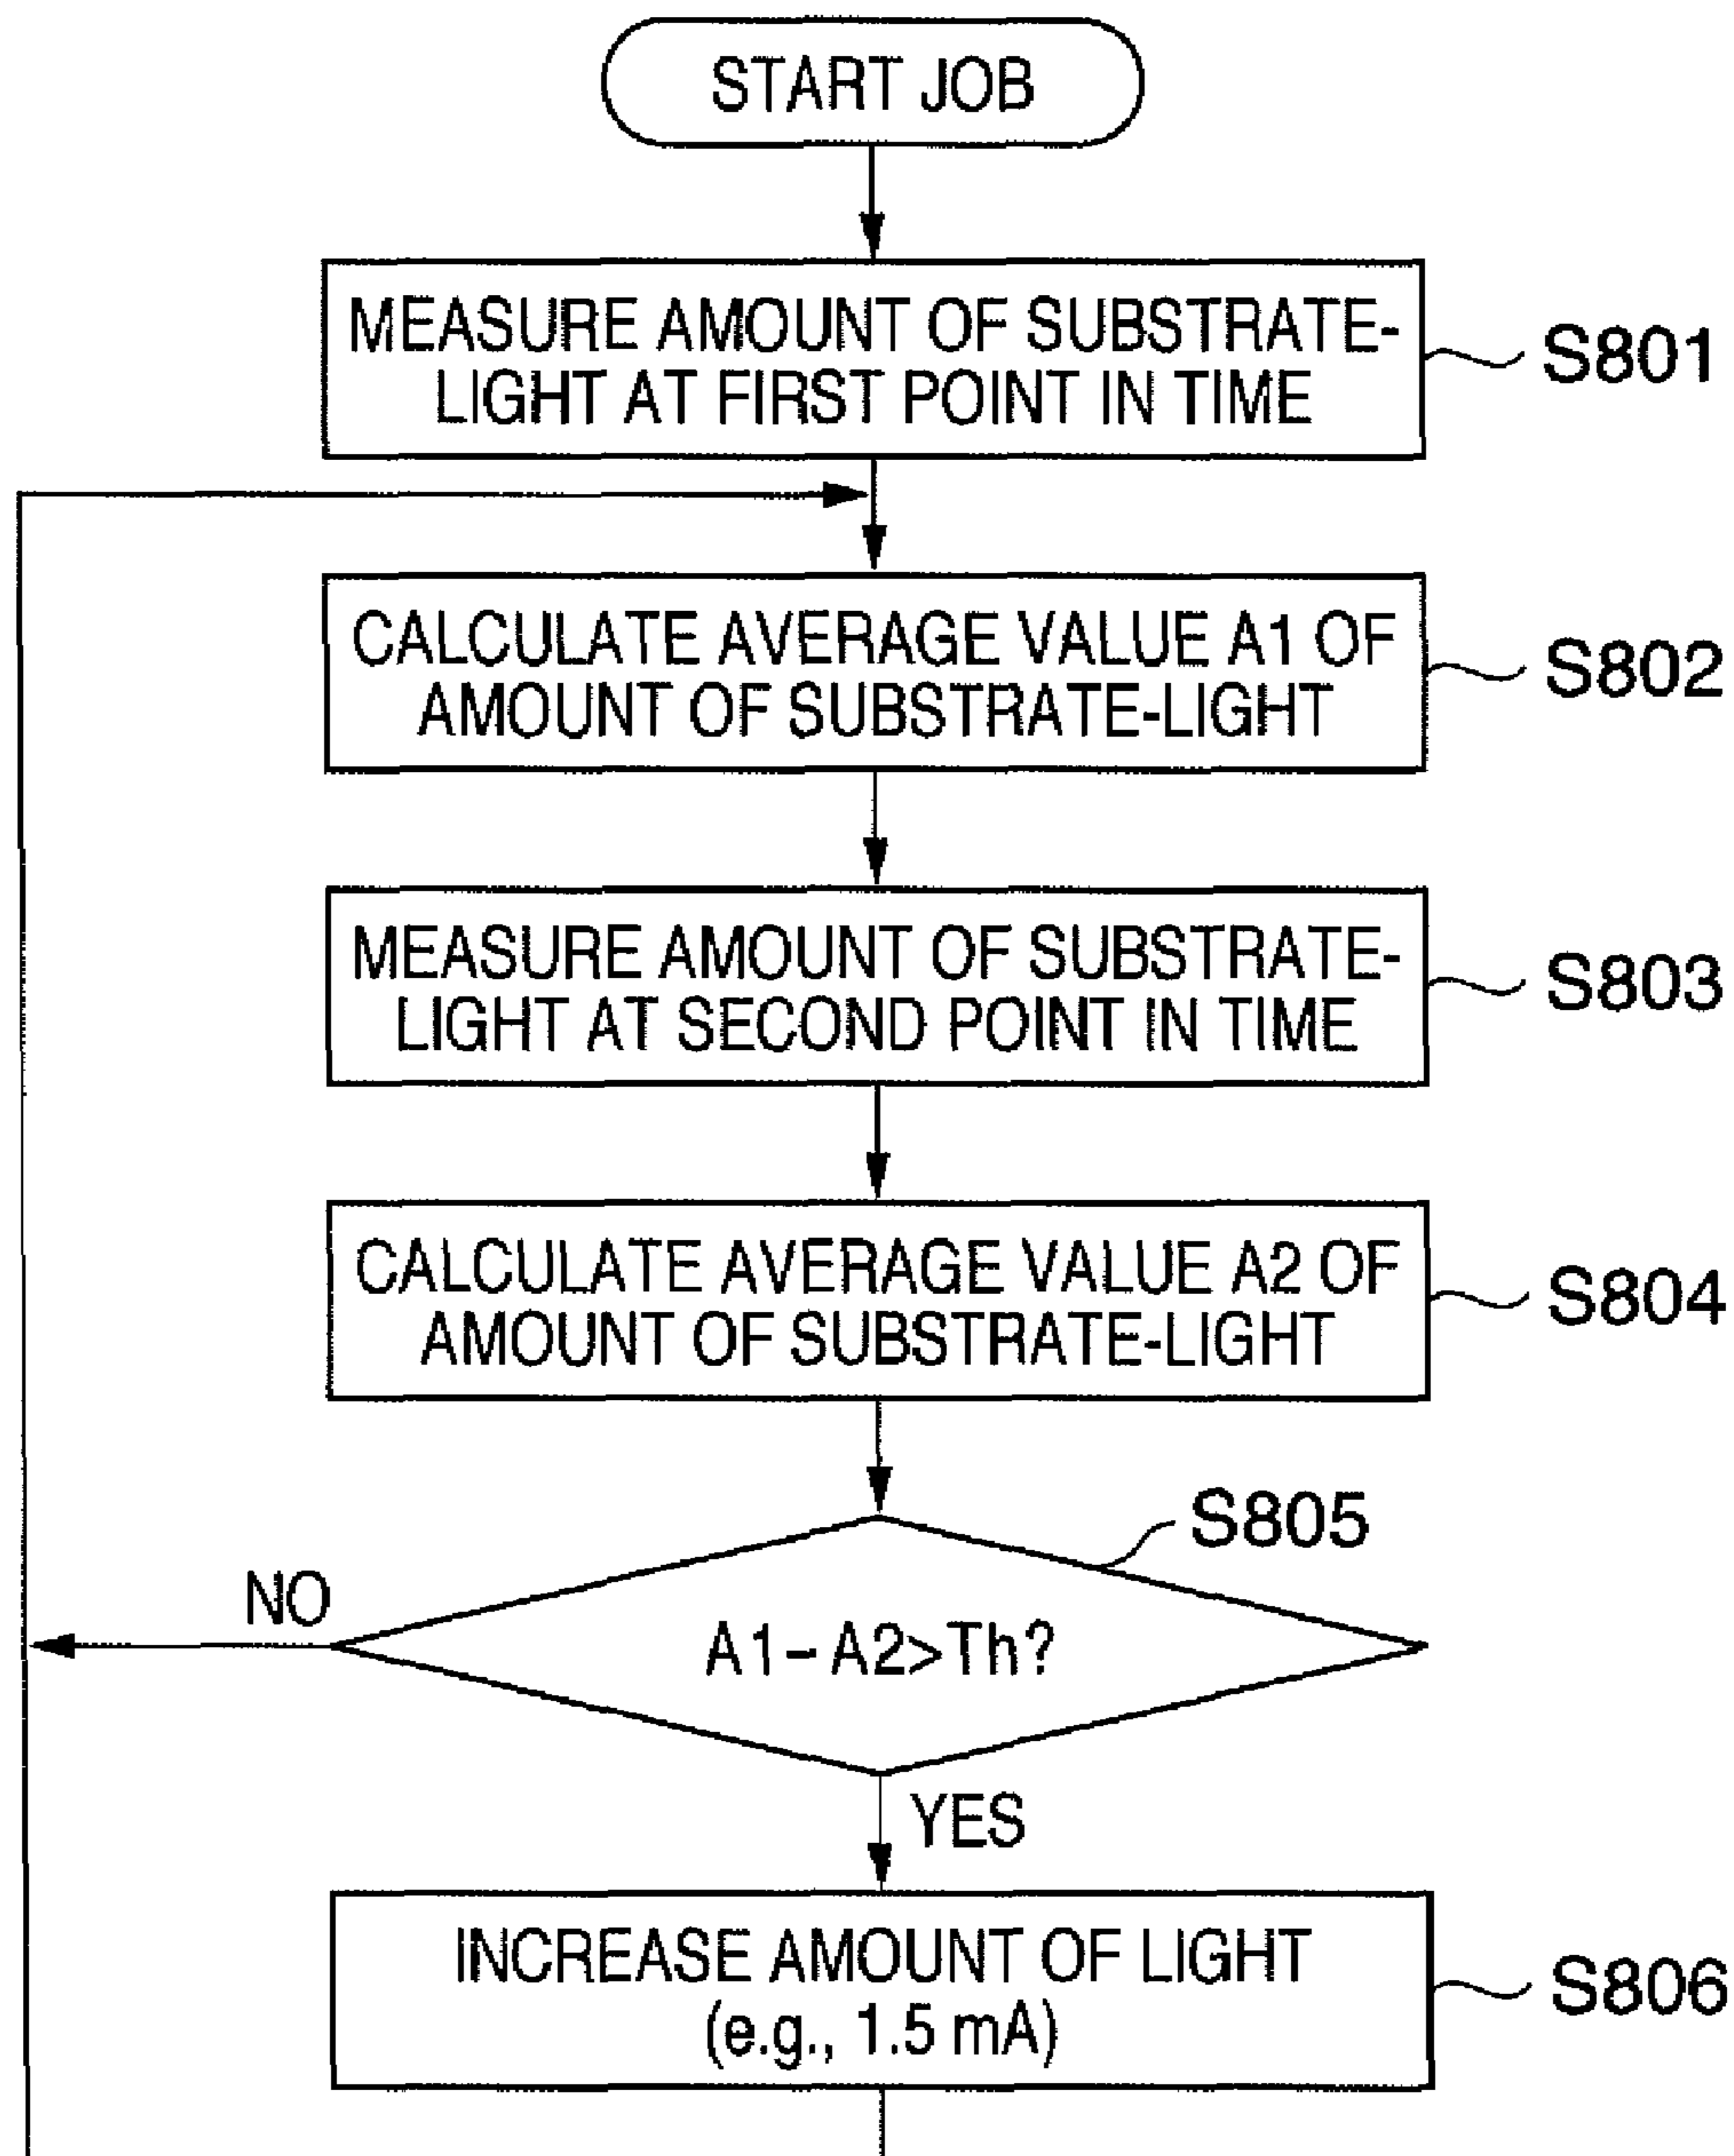 START JOB
MEASURE AMOUNT OF SUBSTRATE-
LIGHT AT FIRST POINT IN TIME
S801
CALCULATE AVERAGE VALUE A1 OF
AMOUNT OF SUBSTRATE-LIGHT
S802
MEASURE AMOUNT OF SUBSTRATE-
LIGHT AT SECOND POINT IN TIME
S803
CALCULATE AVERAGE VALUE A2 OF
AMOUNT OF SUBSTRATE-LIGHT
S804
S805
NO
A1-A2>Th?
YES
INCREASE AMOUNT OF LIGHT
(e.g., 1.5 mA)
S806